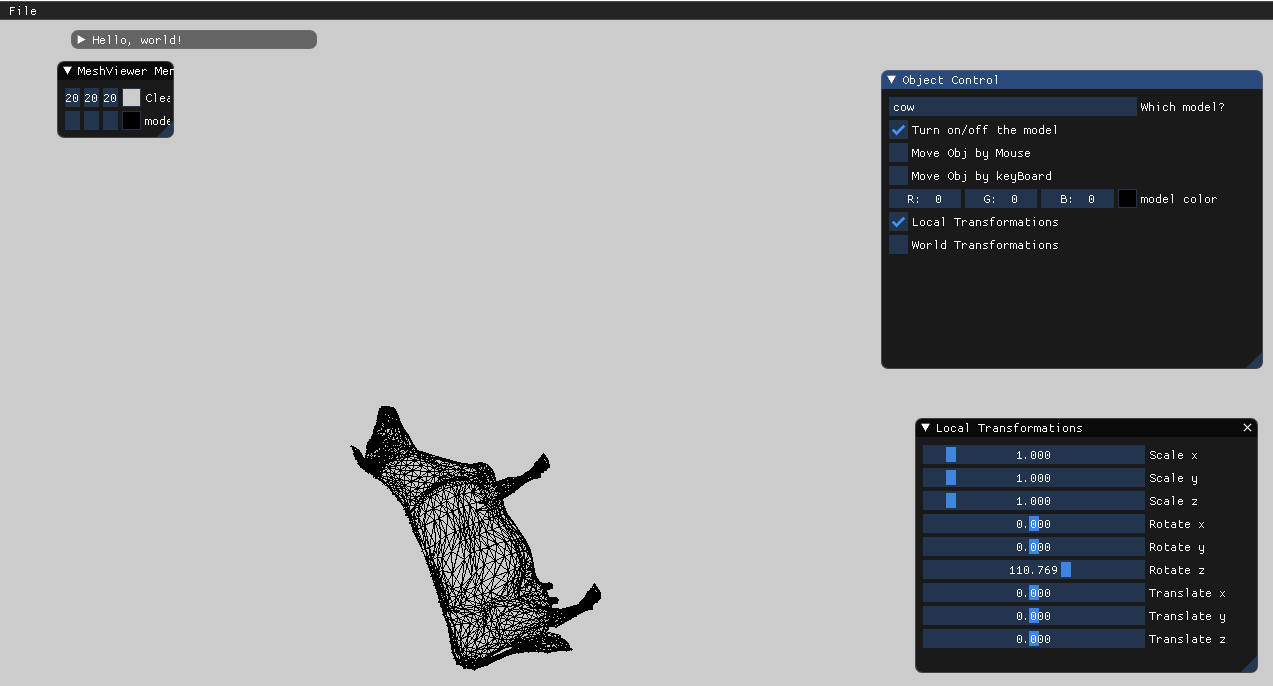 File
Hello, world!
MeshViewer Mer
20 20 20 Clea
mode
Object Control
cow Which model?
Turn on/off the model
Move Obj by Mouse
Move Obj by keyBoard
R: 0 G: 0 B: 0 model color
Local Transformations
World Transformations
Local Transformations
1.000 Scale x
1.000 Scale y
1.000 Scale z
0.000 Rotate x
0.000 Rotate y
110.769 Rotate z
0.000 Translate x
0.000 Translate y
0.000 Translate z